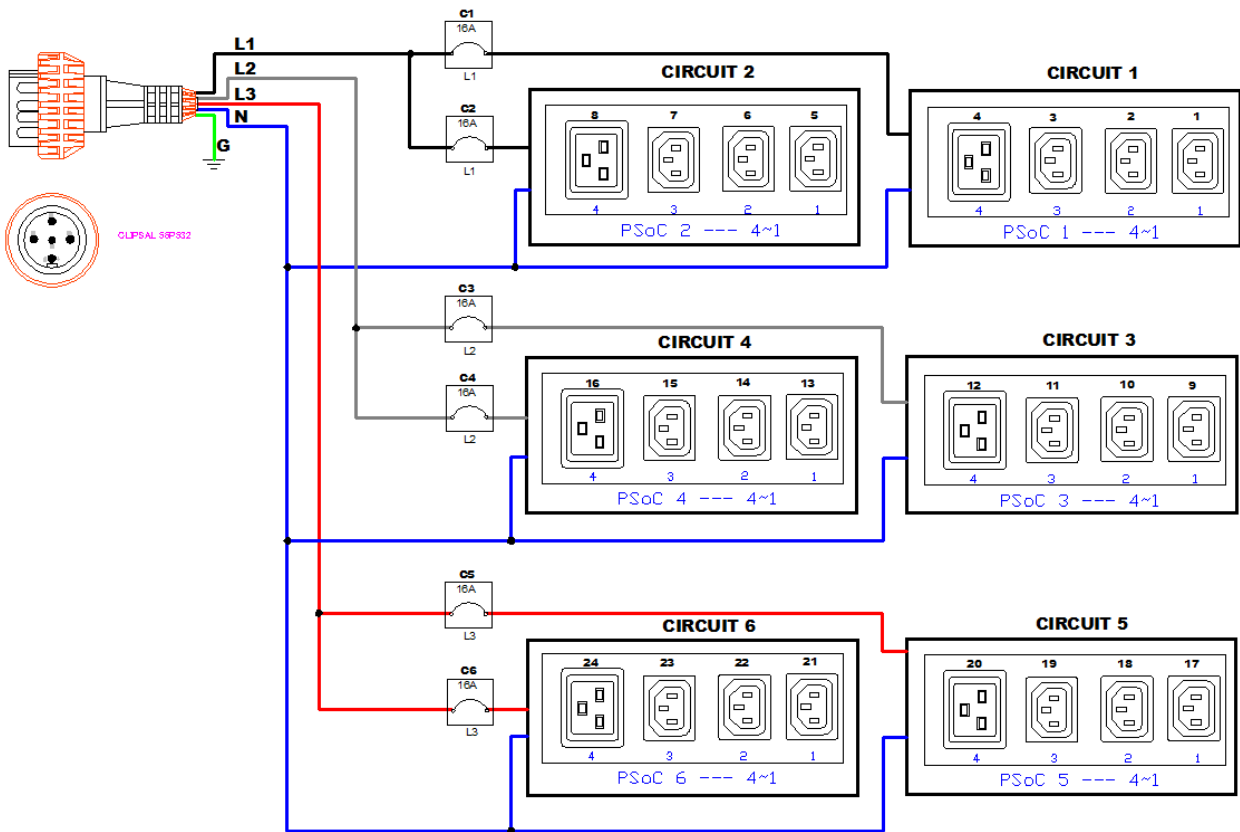 C1
16A
L1
L1
L2
L3
N
G
C2
16A
L1
CIRCUIT 2
8 7 6 5
4 3 2 1
PSoC 2 --- 4~1
CIRCUIT 1
4 3 2 1
4 3 2 1
PSoC 1 --- 4~1
C3
16A
L2
C4
16A
L2
CIRCUIT 4
16 15 14 13
4 3 2 1
PSoC 4 --- 4~1
CIRCUIT 3
12 11 10 9
4 3 2 1
PSoC 3 --- 4~1
C5
16A
L3
C6
16A
L3
CIRCUIT 6
24 23 22 21
4 3 2 1
PSoC 6 --- 4~1
CIRCUIT 5
20 19 18 17
4 3 2 1
PSoC 5 --- 4~1
CLIPSAL